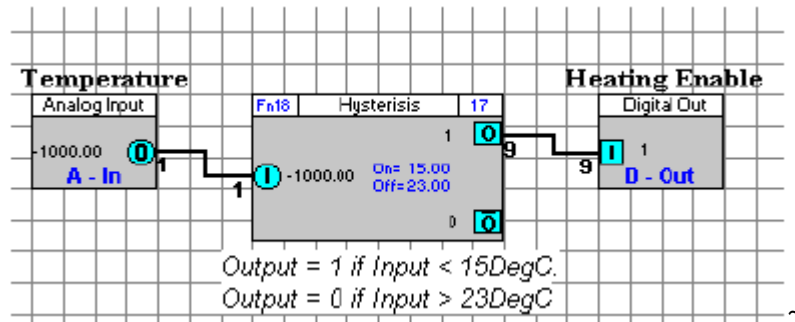 Temperature
Heating Enable
Analog Input
Fn18 Hysterisis 17
Digital Out
1 O
-1000.00 O
1
9
I 1
A - In
1
I -1000.00
On= 15.00
Off=23.00
9
D - Out
0 O
Output = 1 if Input < 15DegC.
Output = 0 if Input > 23DegC
~